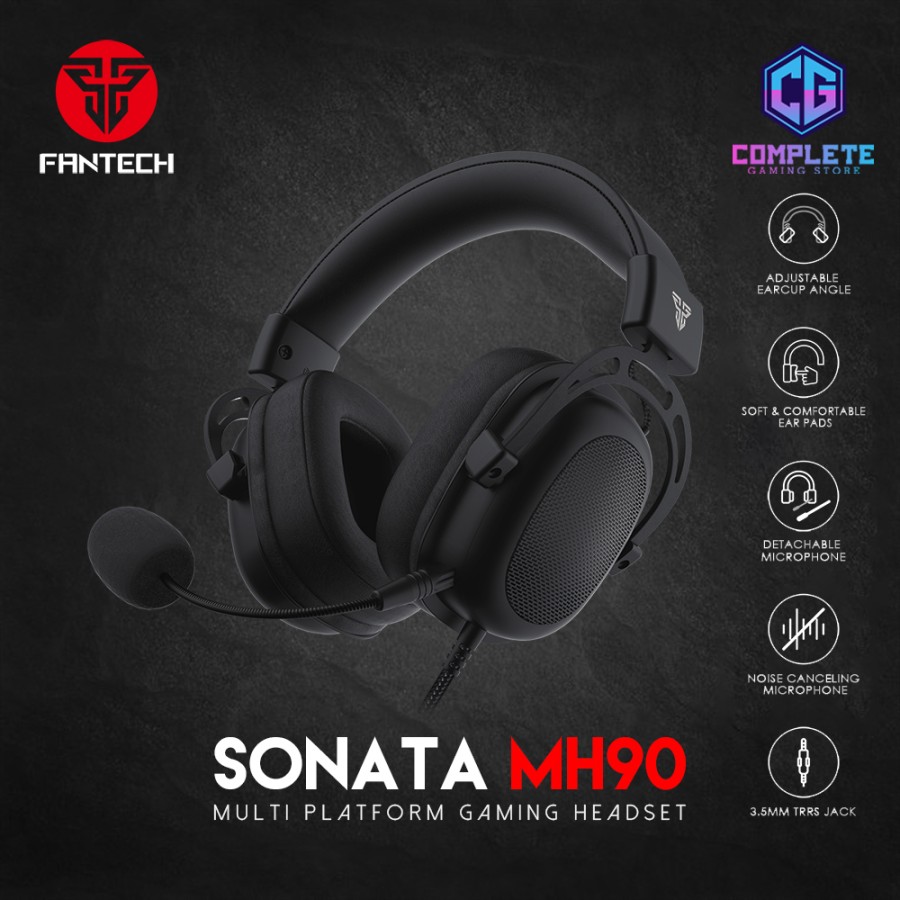 FANTECH
CG
COMPLETE
GAMING STORE
ADJUSTABLE
EARCUP ANGLE
SOFT & COMFORTABLE
EAR PADS
DETACHABLE
MICROPHONE
NOISE CANCELING
MICROPHONE
3.5MM TRRS JACK
SONATA MH90
MULTI PLATFORM GAMING HEADSET